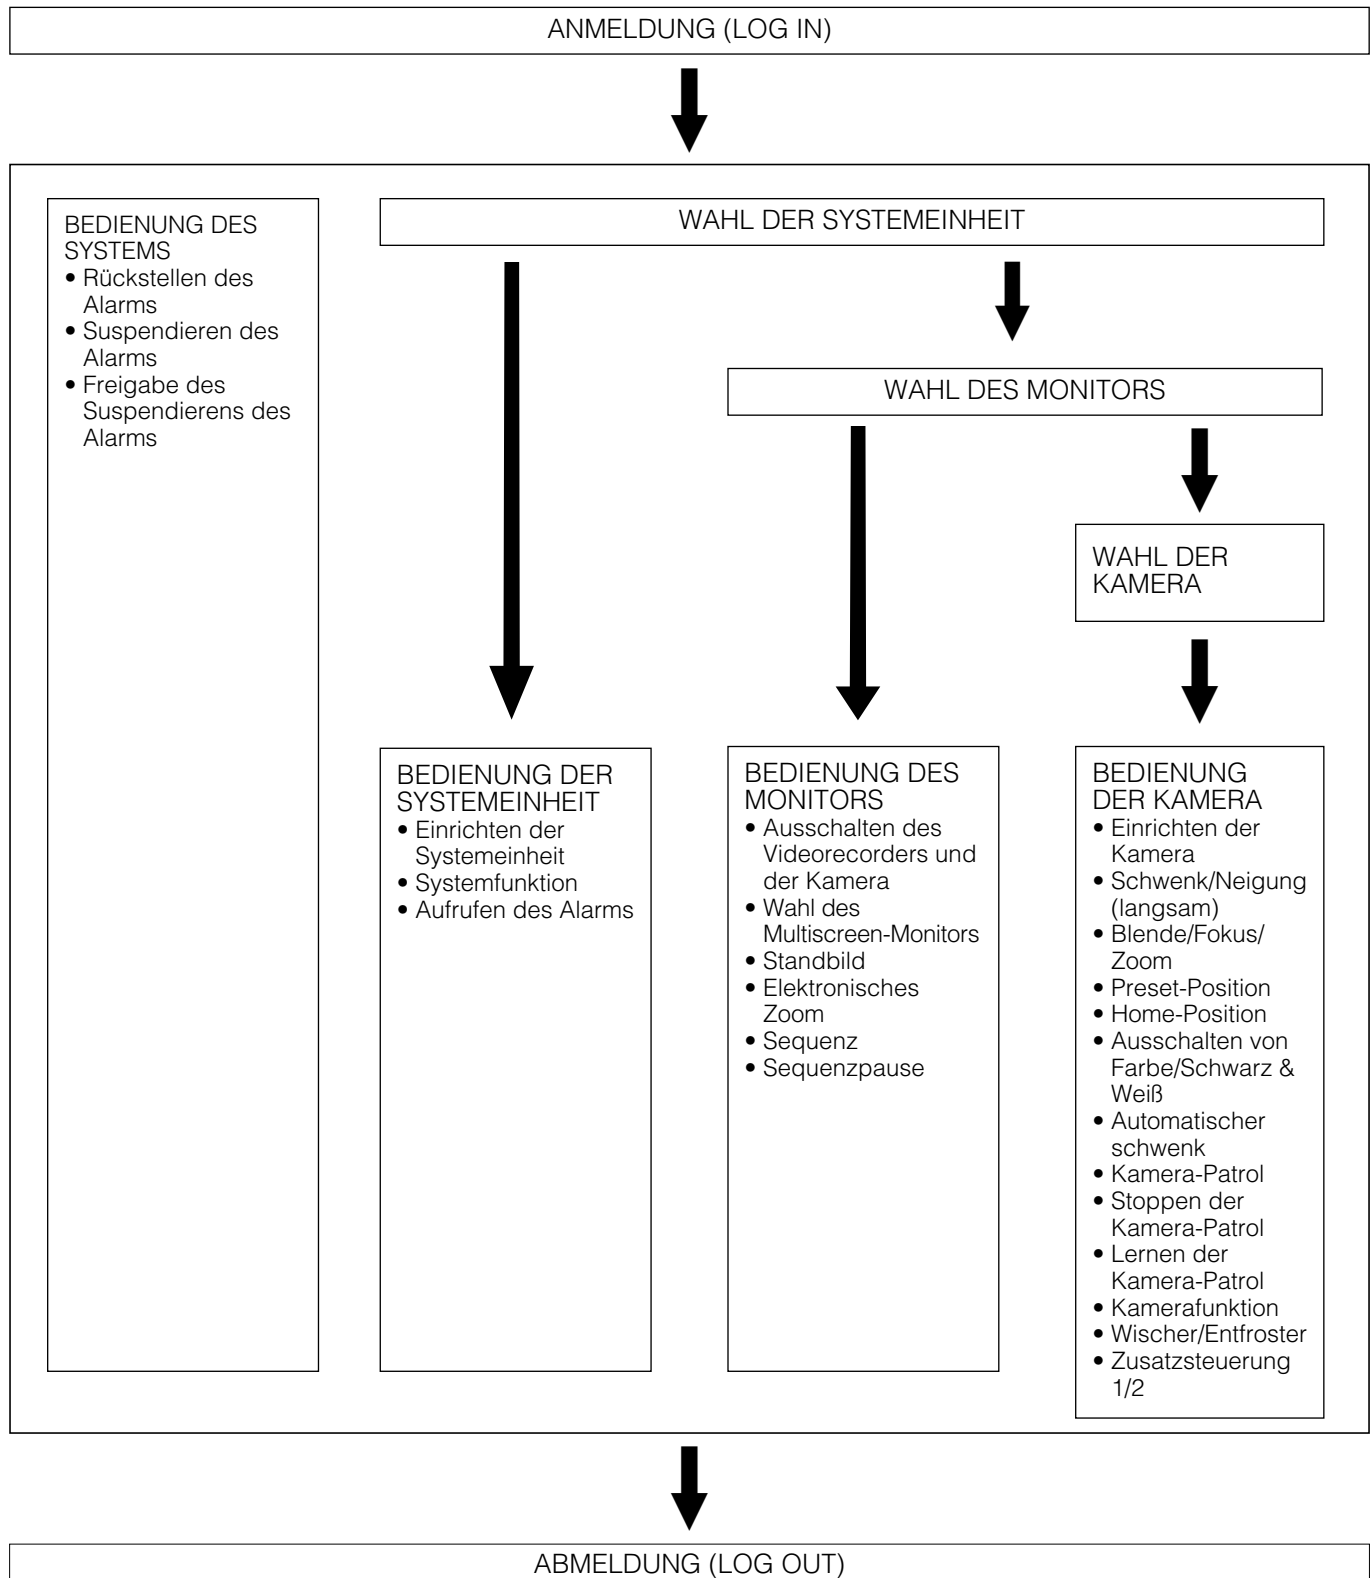 ANMELDUNG (LOG IN)
BEDIENUNG DES
SYSTEMS
• Rückstellen des
Alarms
• Suspendieren des
Alarms
• Freigabe des
Suspendierens des
Alarms
WAHL DER SYSTEMEINHEIT
WAHL DES MONITORS
WAHL DER
KAMERA
BEDIENUNG DER
SYSTEMEINHEIT
• Einrichten der
Systemeinheit
• Systemfunktion
• Aufrufen des Alarms
BEDIENUNG DES
MONITORS
• Ausschalten des
Videorecorders und
der Kamera
• Wahl des
Multiscreen-Monitors
• Standbild
• Elektronisches
Zoom
• Sequenz
• Sequenzpause
BEDIENUNG
DER KAMERA
• Einrichten der
Kamera
• Schwenk/Neigung
(langsam)
• Blende/Fokus/
Zoom
• Preset-Position
• Home-Position
• Ausschalten von
Farbe/Schwarz &
Weiß
• Automatischer
schwenk
• Kamera-Patrol
• Stoppen der
Kamera-Patrol
• Lernen der
Kamera-Patrol
• Kamerafunktion
• Wischer/Entfroster
• Zusatzsteuerung
1/2
ABMELDUNG (LOG OUT)